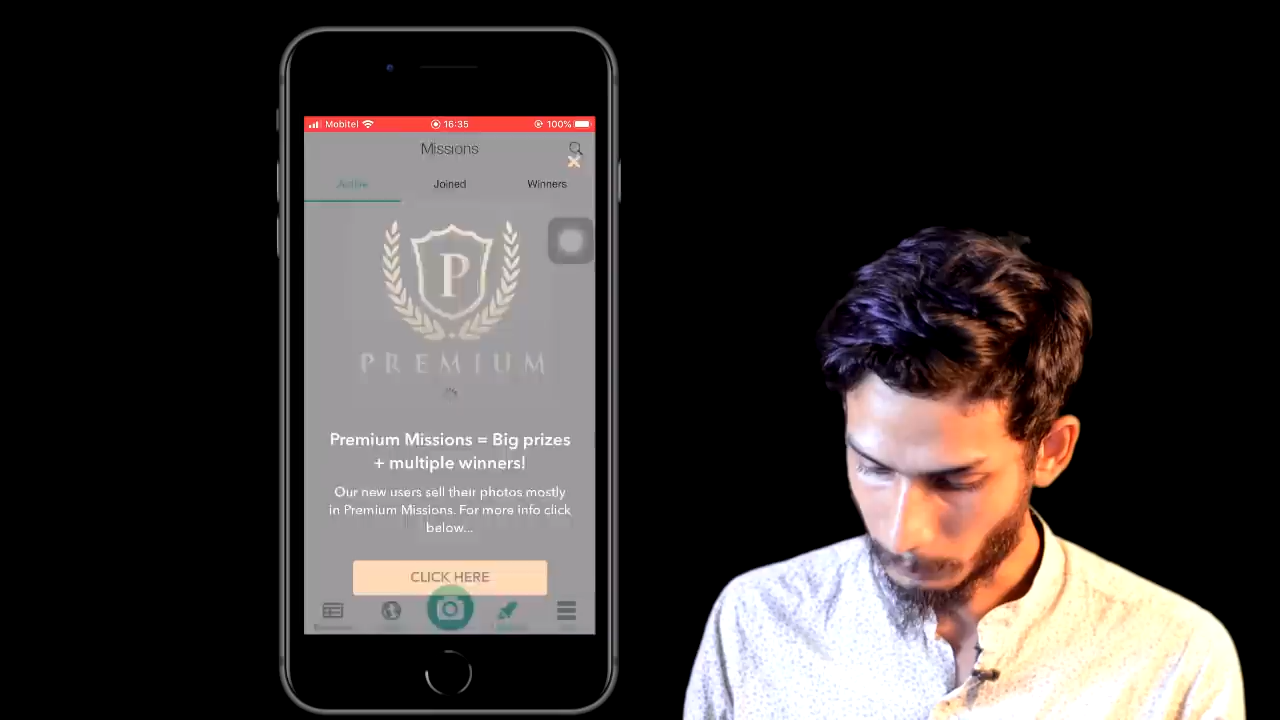 Mobitel 16:35 100%
Missions
Active Joined Winners
P
PREMIUM
Premium Missions = Big prizes
+ multiple winners!
Our new users sell their photos mostly
in Premium Missions. For more info click
below...
CLICK HERE